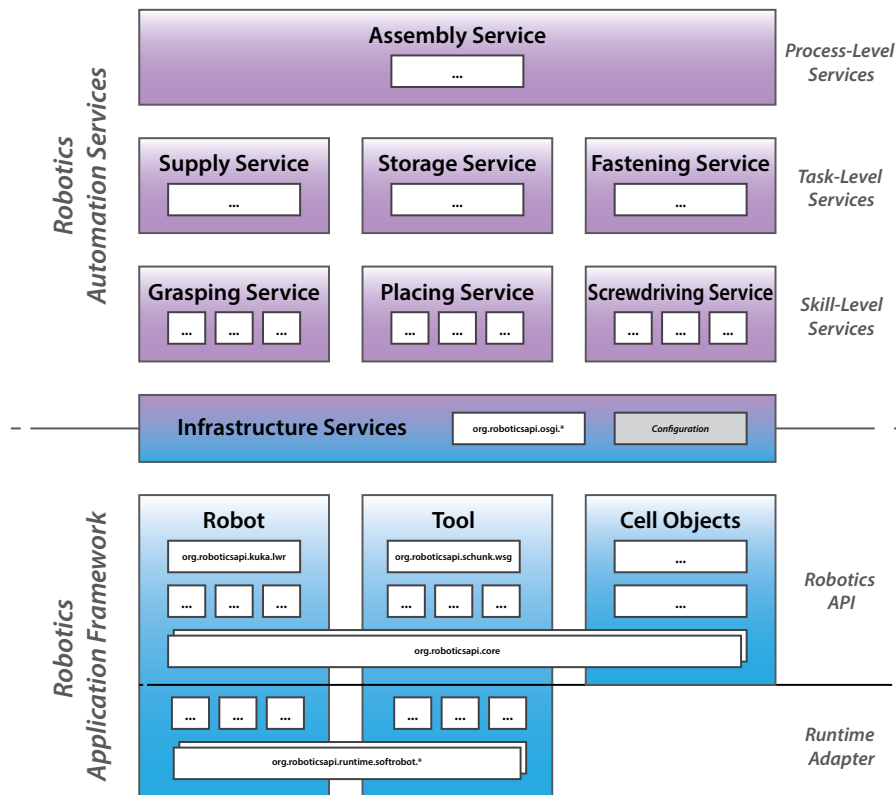 Robotics
Automation Services
Assembly Service
...
Process-Level
Services
Supply Service
...
Storage Service
...
Fastening Service
...
Task-Level
Services
Grasping Service
... ... ...
Placing Service
... ... ...
Screwdriving Service
... ... ...
Skill-Level
Services
Infrastructure Services
org.roboticsapi.osgi.*
Configuration
Robotics
Application Framework
Robot
org.roboticsapi.kuka.lwr
... ... ...
Tool
org.roboticsapi.schunk.wsg
... ... ...
Cell Objects
...
...
org.roboticsapi.core
Robotics
API
... ... ...
... ... ...
org.roboticsapi.runtime.softrobot.*
Runtime
Adapter